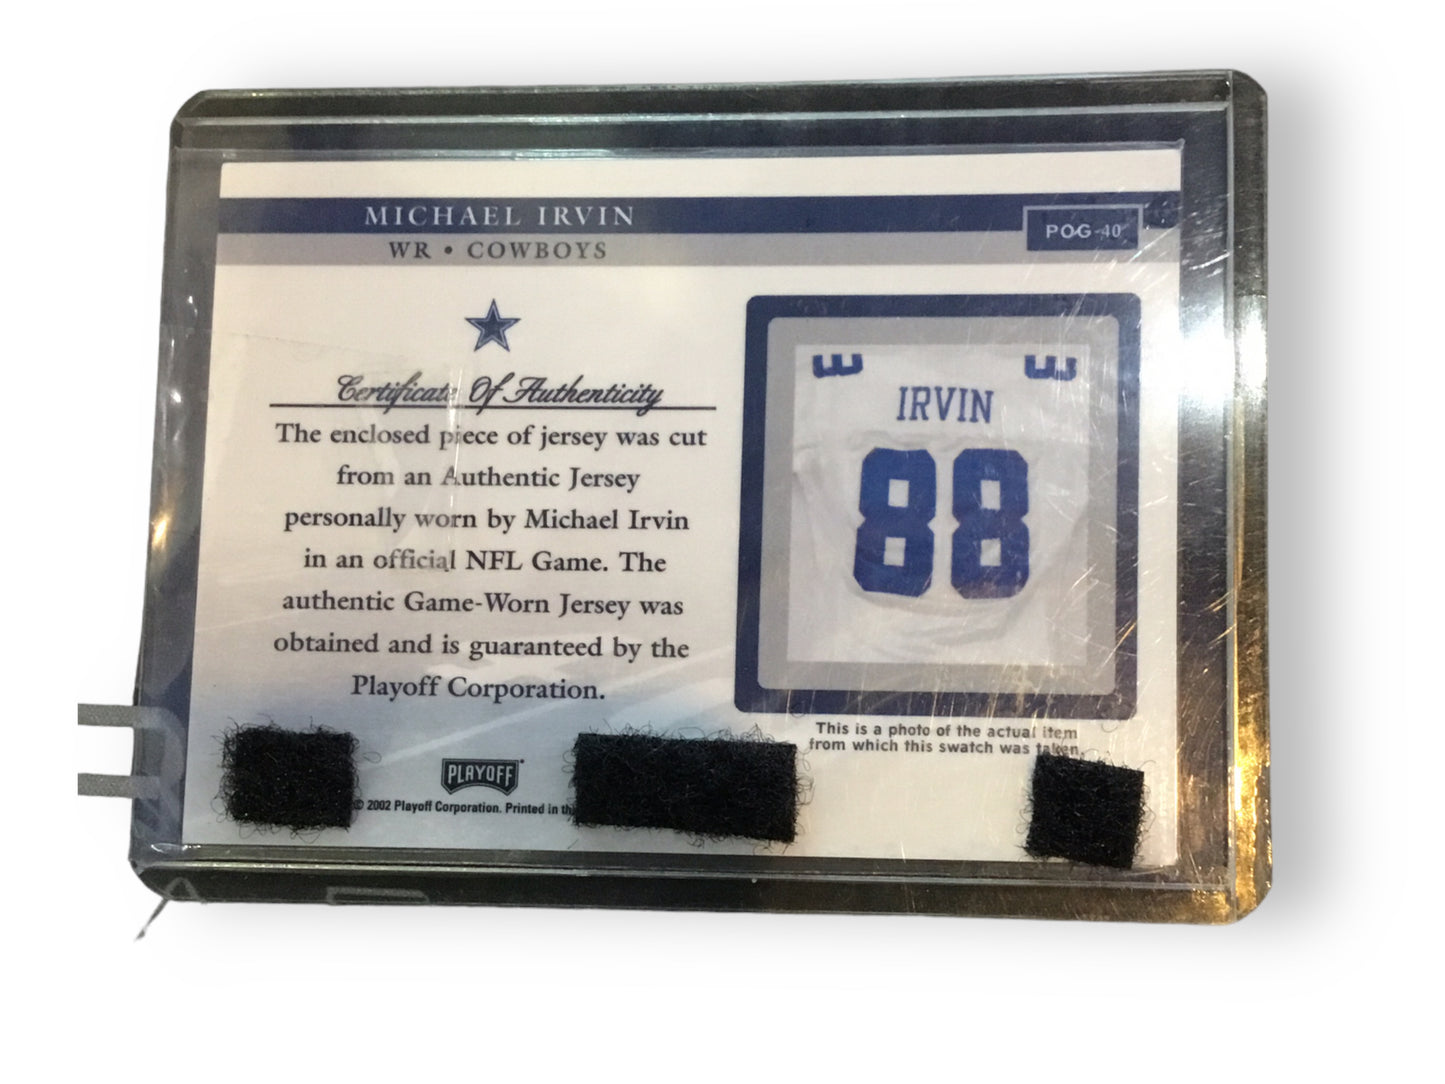 MICHAEL IRVIN
POG-40
WR • COWBOYS
Certificate Of Authenticity
The enclosed piece of jersey was cut
from an Authentic Jersey
personally worn by Michael Irvin
in an official NFL Game. The
authentic Game-Worn Jersey was
obtained and is guaranteed by the
Playoff Corporation.
IRVIN
88
This is a photo of the actual item
from which this swatch was taken.
PLAYOFF
© 2002 Playoff Corporation. Printed in